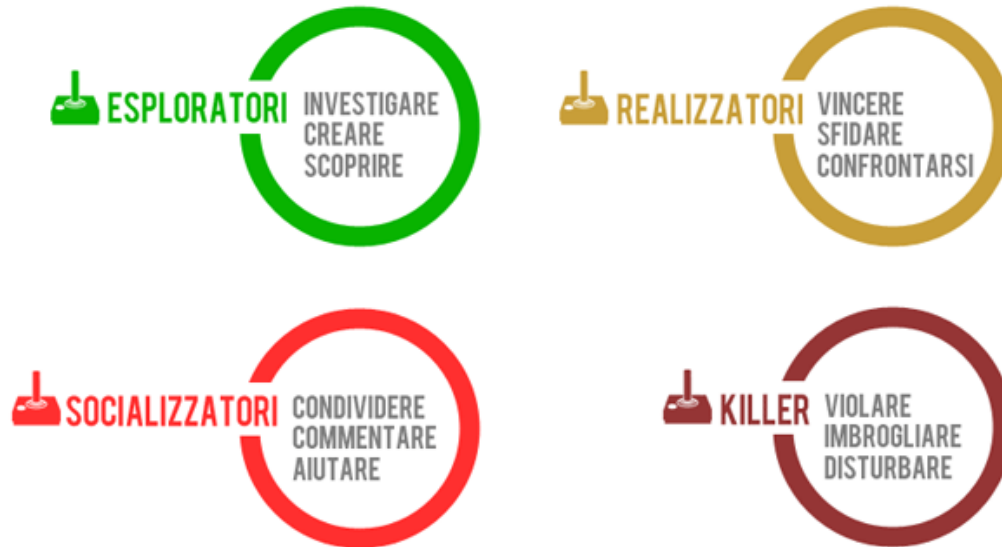 ESPLORATORI
INVESTIGARE
CREARE
SCOPRIRE
REALIZZATORI
VINCERE
SFIDARE
CONFRONTARSI
SOCIALIZZATORI
CONDIVIDERE
COMMENTARE
AIUTARE
KILLER
VIOLARE
IMBROGLIARE
DISTURBARE